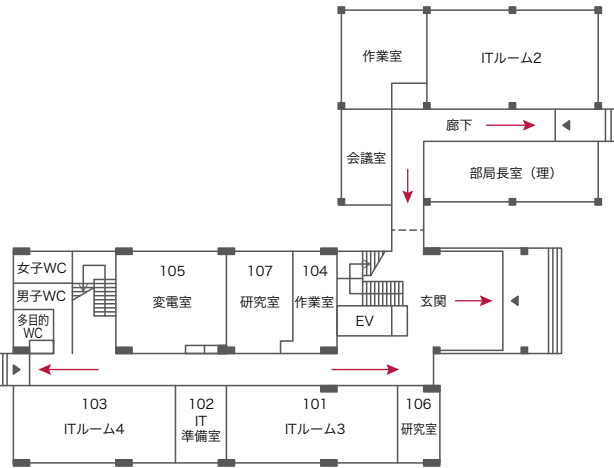 作業室
ITルーム2
廊下
会議室
部局長室（理）
女子WC
男子WC
多目的
WC
105
変電室
107
研究室
104
作業室
EV
玄関
103
ITルーム4
102
IT
準備室
101
ITルーム3
106
研究室